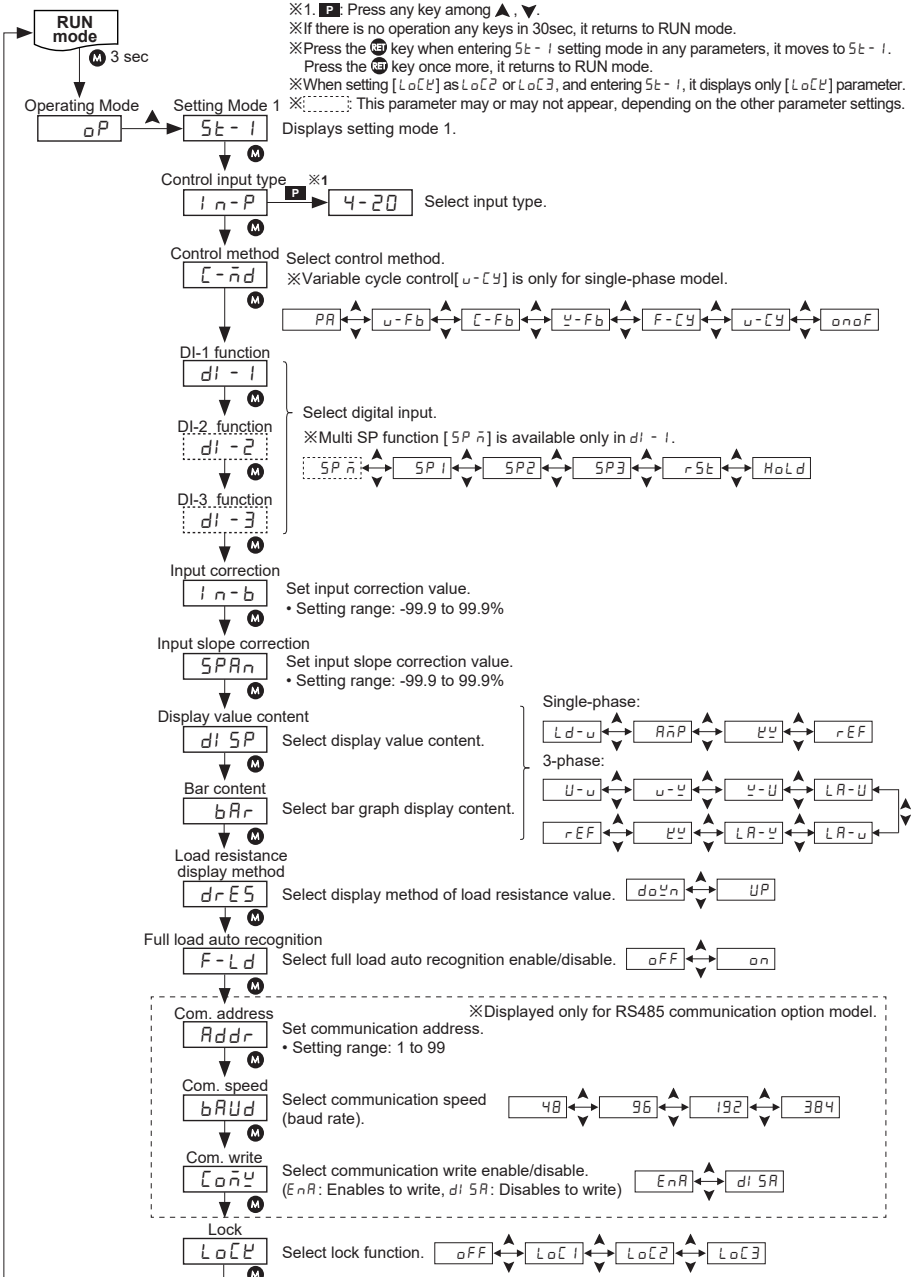 ※1. P: Press any key among ▲, ▼.
※If there is no operation any keys in 30sec, it returns to RUN mode.
※Press the RET key when entering St-1 setting mode in any parameters, it moves to St-1.
Press the RET key once more, it returns to RUN mode.
※When setting [LoCK] as LoC2 or LoC3, and entering St-1, it displays only [LoCK] parameter.
※[ ]: This parameter may or may not appear, depending on the other parameter settings.
RUN
mode
M 3 sec
Operating Mode
oP
Setting Mode 1
St-1
Displays setting mode 1.
M
Control input type
In-P
P ※1
4-20
Select input type.
M
Control method
C-md
Select control method.
※Variable cycle control[u-CY] is only for single-phase model.
M
PA
u-Fb
C-Fb
W-Fb
F-CY
u-CY
onoF
DI-1 function
dI-1
M
DI-2 function
dI-2
M
DI-3 function
dI-3
M
Select digital input.
※Multi SP function [SPm] is available only in dI-1.
SPm
SP1
SP2
SP3
rSt
HoLd
Input correction
In-b
Set input correction value.
• Setting range: -99.9 to 99.9%
M
Input slope correction
SPAn
Set input slope correction value.
• Setting range: -99.9 to 99.9%
M
Display value content
dISP
Select display value content.
M
Bar content
bAr
Select bar graph display content.
M
Single-phase:
Ld-u
AmP
KW
rEF
3-phase:
U-u
u-W
W-U
LA-U
rEF
KW
LA-W
LA-u
Load resistance
display method
drES
Select display method of load resistance value.
doWn
UP
M
Full load auto recognition
F-Ld
Select full load auto recognition enable/disable.
oFF
on
M
※Displayed only for RS485 communication option model.
Com. address
Addr
Set communication address.
• Setting range: 1 to 99
M
Com. speed
bAUd
Select communication speed
(baud rate).
48
96
192
384
M
Com. write
ComW
Select communication write enable/disable.
(EnA: Enables to write, dISA: Disables to write)
EnA
dISA
M
Lock
LoCK
Select lock function.
oFF
LoC1
LoC2
LoC3
M